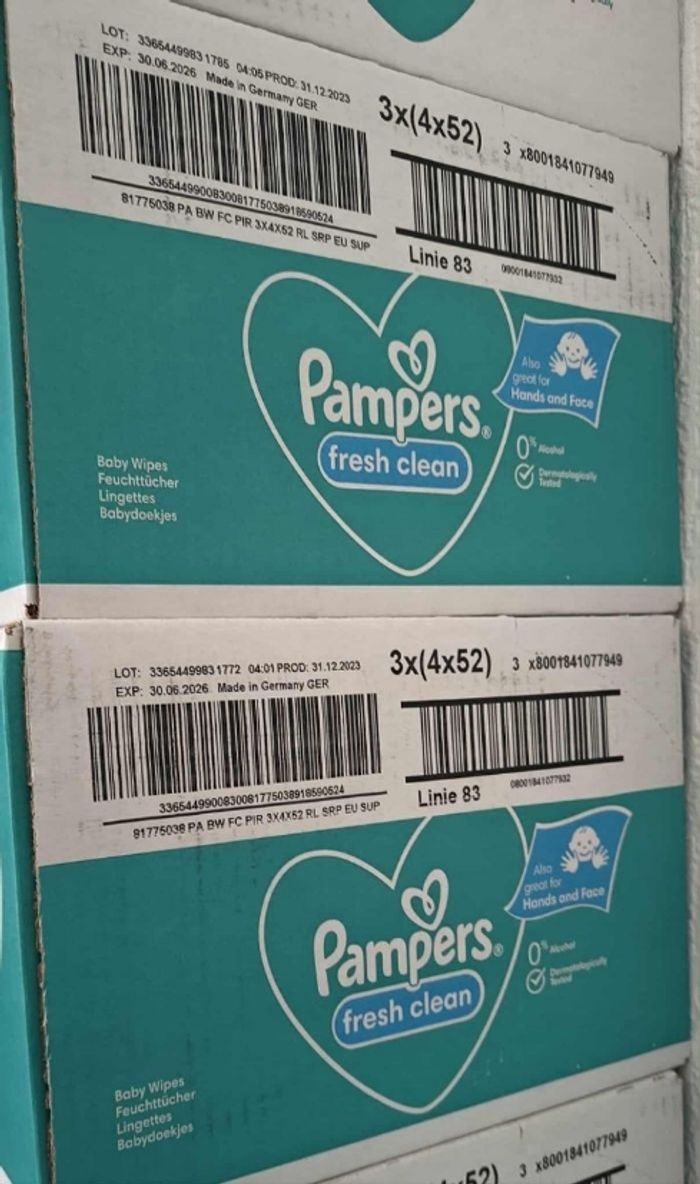 LOT: 33654499831785 04:05 PROD: 31.12.2023
EXP: 30.06.2026 Made in Germany GER
3x(4x52) 3 x8001841077949
3365449900830081775038918590524
81775038 PA BW FC PIR 3X4X52 RL SRP EU SUP
Linie 83 08001841077932
Pampers®
fresh clean
Also
great for
Hands and Face
0% Alcohol
Dermatologically
Tested
Baby Wipes
Feuchttücher
Lingettes
Babydoekjes
LOT: 33654499831772 04:01 PROD: 31.12.2023
EXP: 30.06.2026 Made in Germany GER
3x(4x52) 3 x8001841077949
3365449900830081775038918590524
81775038 PA BW FC PIR 3X4X52 RL SRP EU SUP
Linie 83 08001841077932
Pampers®
fresh clean
Also
great for
Hands and Face
0% Alcohol
Dermatologically
Tested
Baby Wipes
Feuchttücher
Lingettes
Babydoekjes
52) 3 x8001841077949